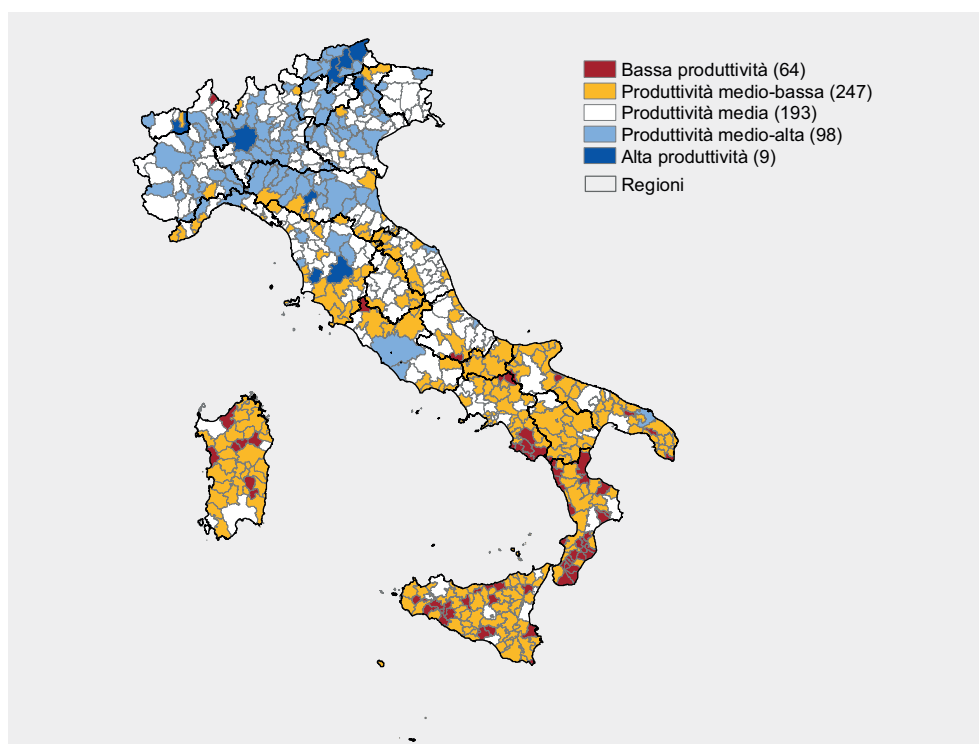 Bassa produttività (64)
Produttività medio-bassa (247)
Produttività media (193)
Produttività medio-alta (98)
Alta produttività (9)
Regioni